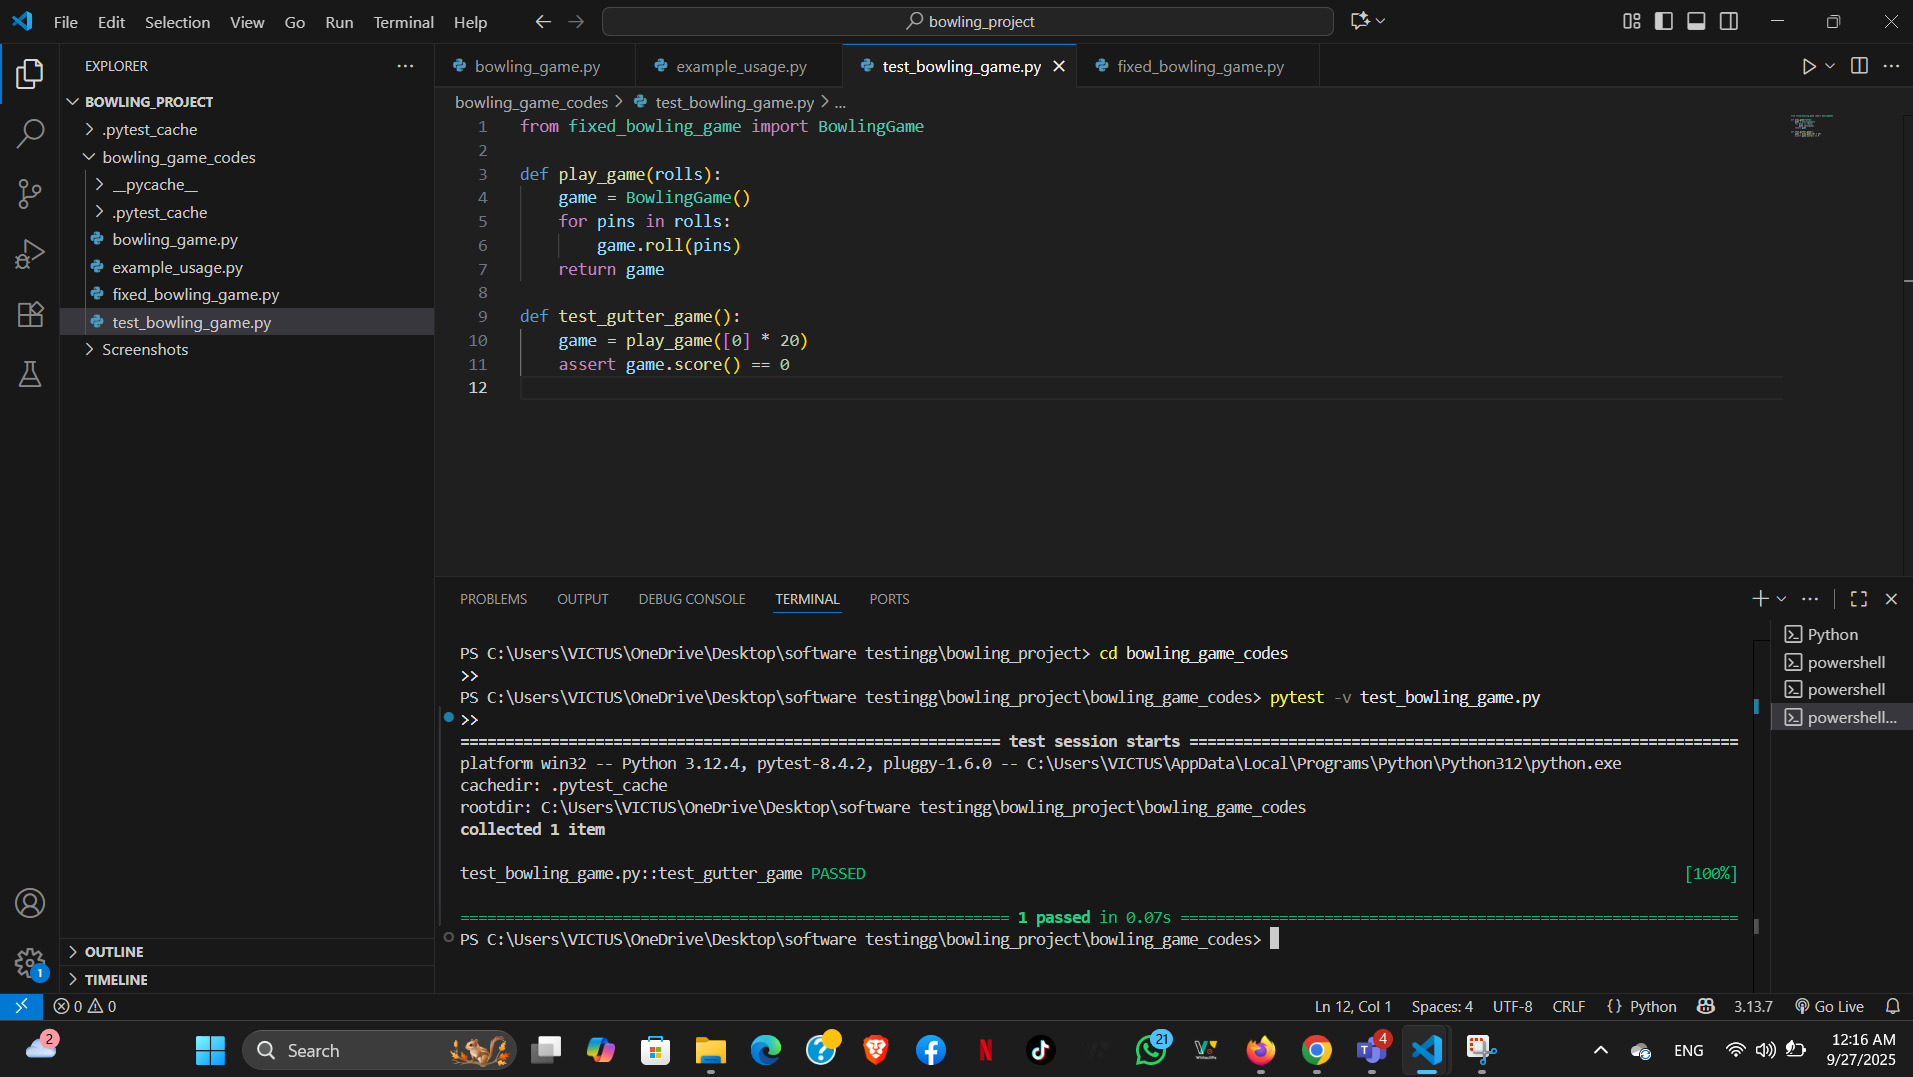 File Edit Selection View Go Run Terminal Help
bowling_project
EXPLORER
BOWLING_PROJECT
.pytest_cache
bowling_game_codes
__pycache__
.pytest_cache
bowling_game.py
example_usage.py
fixed_bowling_game.py
test_bowling_game.py
Screenshots
OUTLINE
TIMELINE
1
bowling_game.py example_usage.py test_bowling_game.py fixed_bowling_game.py
bowling_game_codes > test_bowling_game.py > ...
1 from fixed_bowling_game import BowlingGame
2
3 def play_game(rolls):
4 game = BowlingGame()
5 for pins in rolls:
6 game.roll(pins)
7 return game
8
9 def test_gutter_game():
10 game = play_game([0] * 20)
11 assert game.score() == 0
12
PROBLEMS OUTPUT DEBUG CONSOLE TERMINAL PORTS
PS C:\Users\VICTUS\OneDrive\Desktop\software testingg\bowling_project> cd bowling_game_codes
>>
PS C:\Users\VICTUS\OneDrive\Desktop\software testingg\bowling_project\bowling_game_codes> pytest -v test_bowling_game.py
>>
============================================================ test session starts =============================================================
platform win32 -- Python 3.12.4, pytest-8.4.2, pluggy-1.6.0 -- C:\Users\VICTUS\AppData\Local\Programs\Python\Python312\python.exe
cachedir: .pytest_cache
rootdir: C:\Users\VICTUS\OneDrive\Desktop\software testingg\bowling_project\bowling_game_codes
collected 1 item
test_bowling_game.py::test_gutter_game PASSED [100%]
============================================================= 1 passed in 0.07s ==============================================================
PS C:\Users\VICTUS\OneDrive\Desktop\software testingg\bowling_project\bowling_game_codes>
Python
powershell
powershell
powershell...
0 0
Ln 12, Col 1 Spaces: 4 UTF-8 CRLF {} Python 3.13.7 Go Live
2
Search
21
4
ENG
12:16 AM
9/27/2025